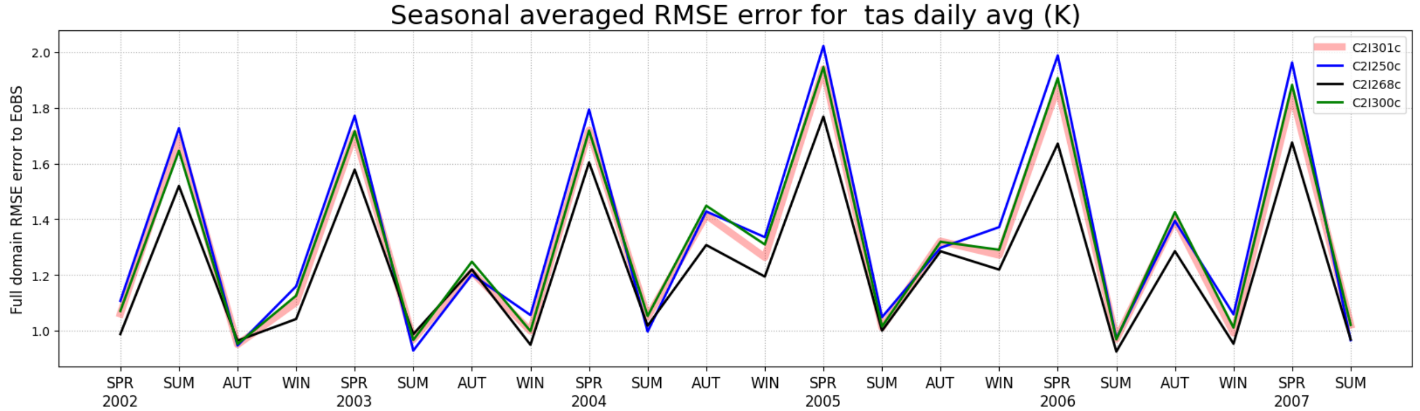 Seasonal averaged RMSE error for  tas daily avg (K)
Full domain RMSE error to EoBS
2.0
1.8
1.6
1.4
1.2
1.0
C2I301c
C2I250c
C2I268c
C2I300c
SPR SUM AUT WIN SPR SUM AUT WIN SPR SUM AUT WIN SPR SUM AUT WIN SPR SUM AUT WIN SPR SUM
2002 2003 2004 2005 2006 2007